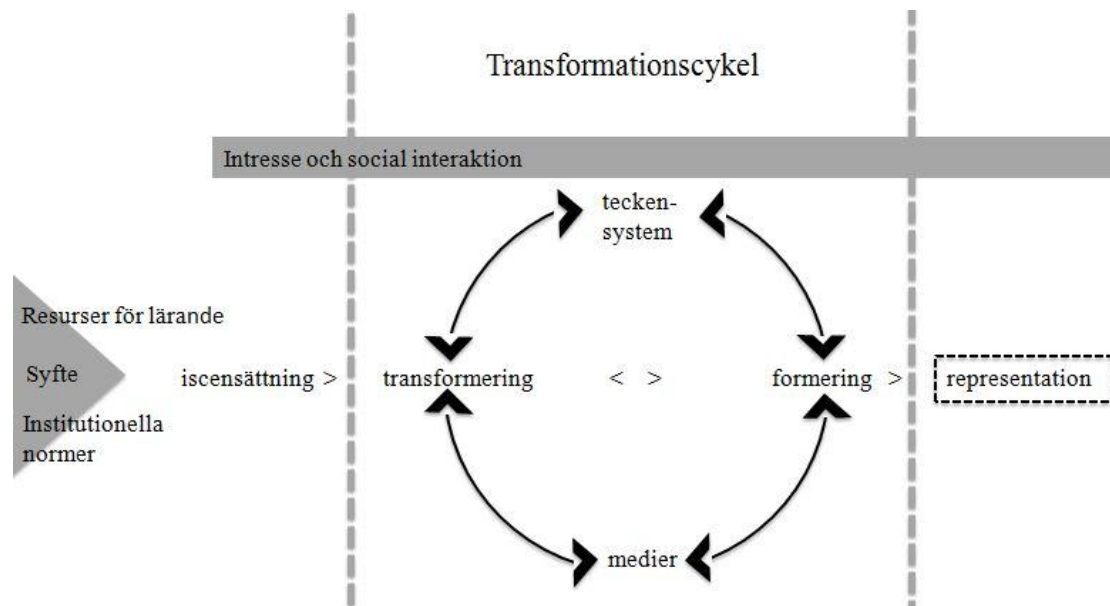 Transformationscykel
Intresse och social interaktion
tecken-
system
Resurser för lärande
Syfte
iscensättning >
transformering
< >
formering >
representation
Institutionella
normer
medier